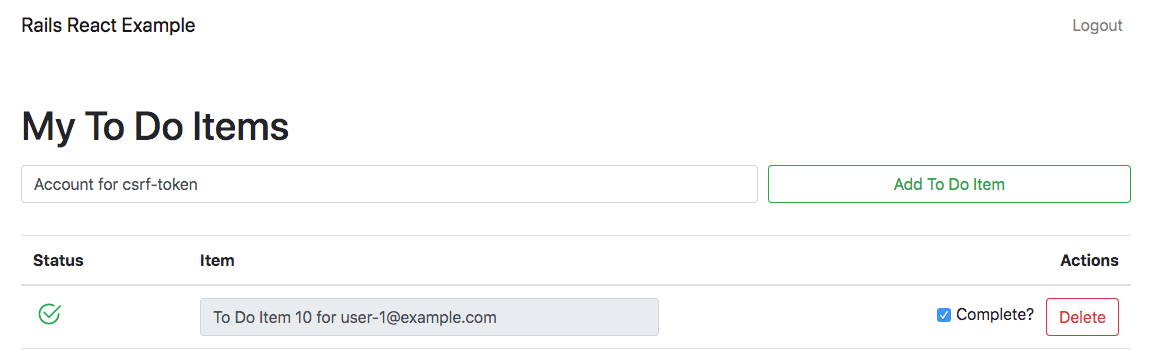 Rails React Example Logout
My To Do Items
Account for csrf-token Add To Do Item
Status Item Actions
To Do Item 10 for user-1@example.com Complete? Delete